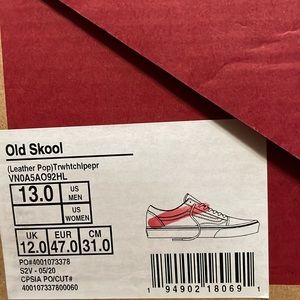 Old Skool
(Leather Pop)Trwhtchlpepr
VN0A5AO92HL
13.0 US MEN
US WOMEN
UK EUR CM
12.0 47.0 31.0
PO#4001073378
S2V - 05/20
CPSIA PO/CUT#
40010733780060
1 94902 18069 1